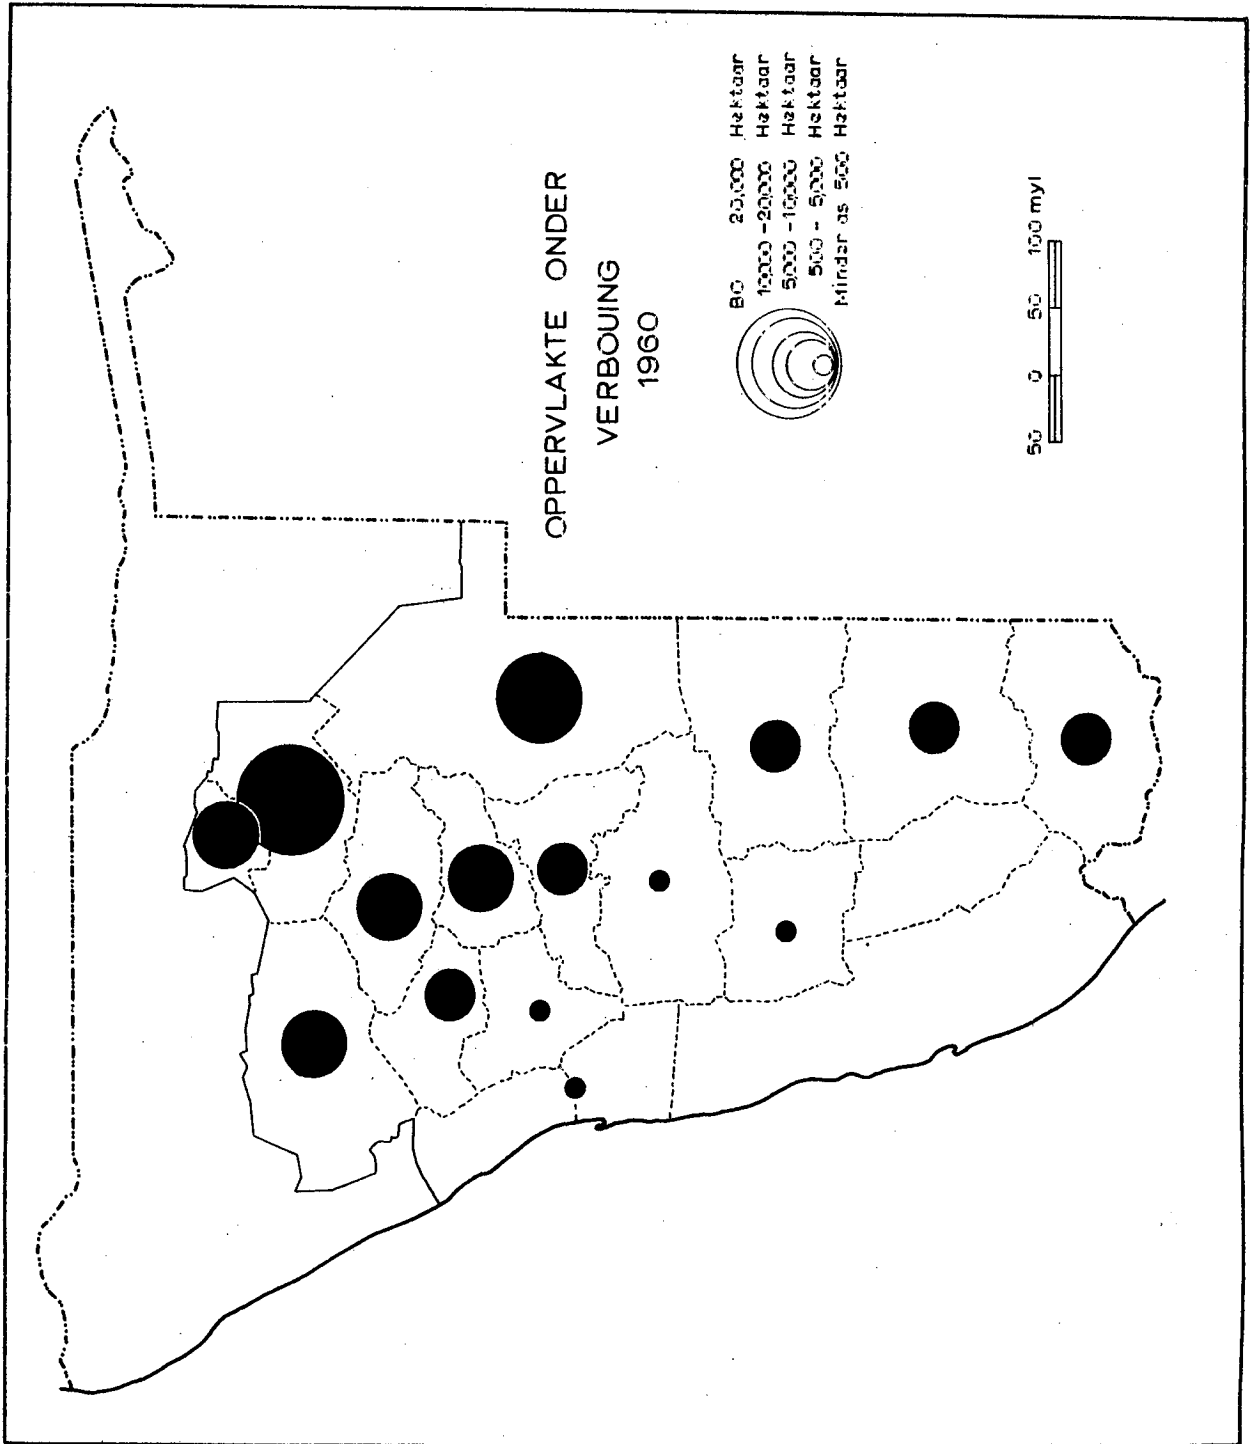 OPPERVLAKTE ONDER
VERBOUING
1960
BO 20,000 Hektaar
10,000 - 20,000 Hektaar
5,000 - 10,000 Hektaar
500 - 5,000 Hektaar
Minder as 500 Hektaar
50 0 50 100 myl